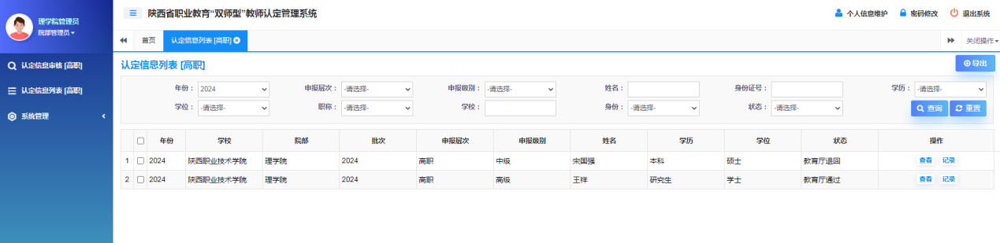 理学院管理员
院部管理员
认定信息审核 [高职]
认定信息列表 [高职]
系统管理
陕西省职业教育“双师型”教师认定管理系统
个人信息维护 密码修改 退出系统
首页 认定信息列表 [高职] 关闭操作
认定信息列表 [高职] 导出
年份： 2024 申报层次： -请选择- 申报级别： -请选择- 姓名： 身份证号： 学历： -请选择-
学位： -请选择- 职称： -请选择- 学校： 身份： -请选择- 状态： -请选择- 查询 重置
年份 学校 院部 批次 申报层次 申报级别 姓名 学历 学位 状态 操作
1 2024 陕西职业技术学院 理学院 2024 高职 中级 宋国强 本科 硕士 教育厅退回 查看 记录
2 2024 陕西职业技术学院 理学院 2024 高职 高级 王祥 研究生 学士 教育厅通过 查看 记录